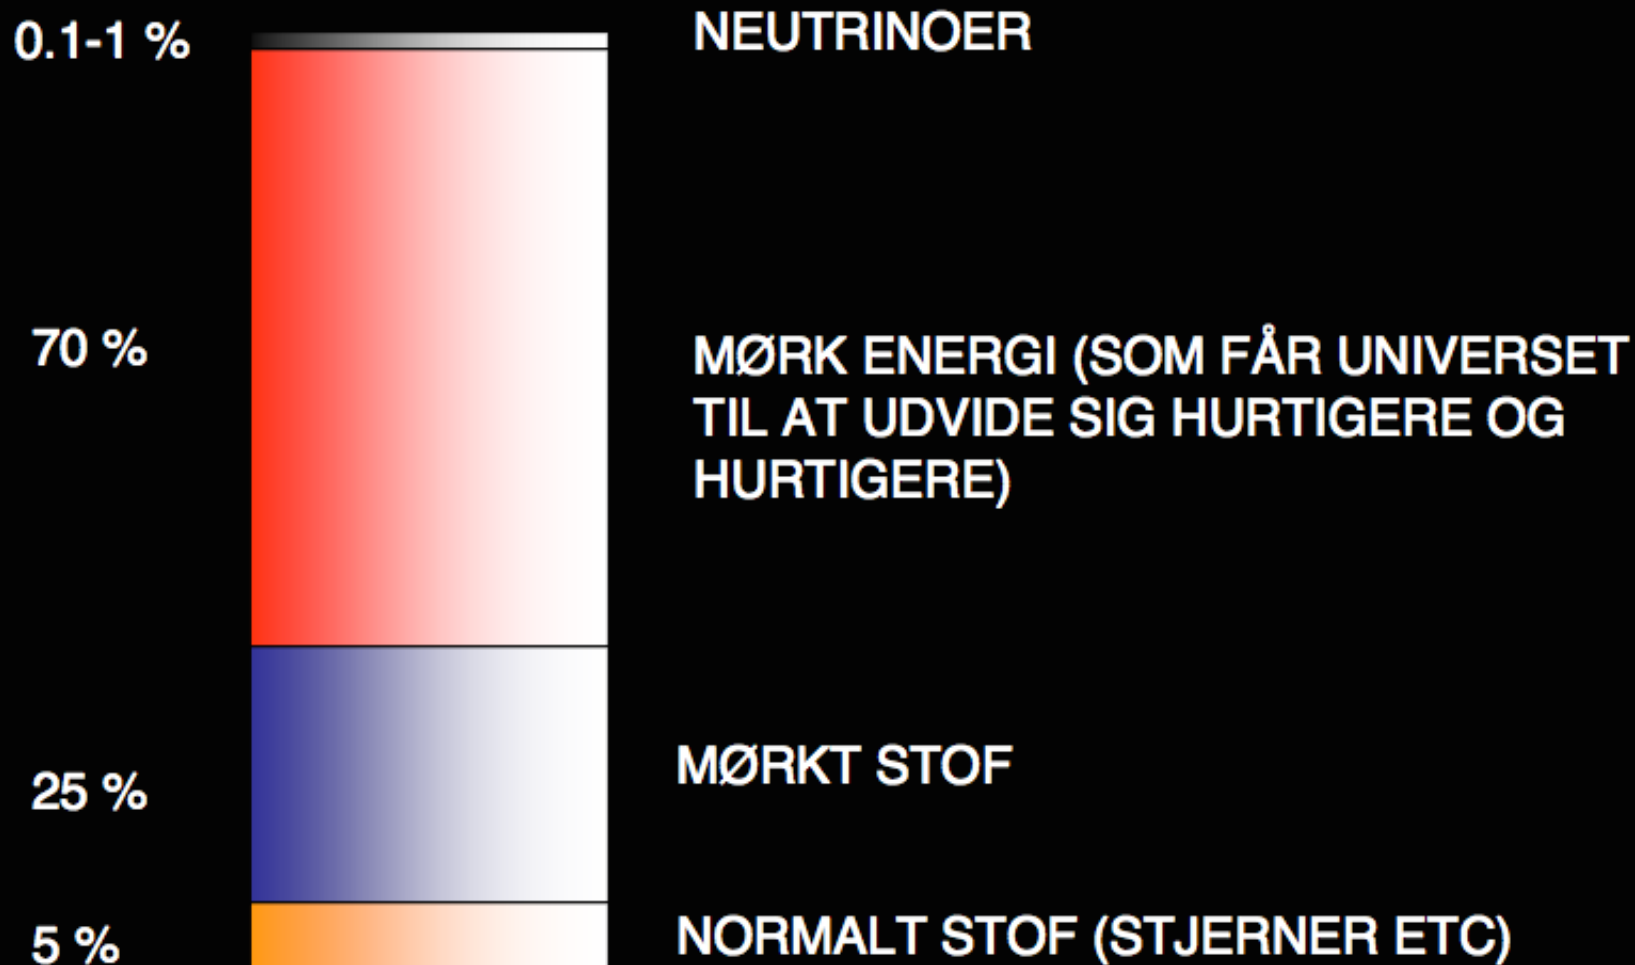 0.1-1 %
NEUTRINOER
70 %
MØRK ENERGI (SOM FÅR UNIVERSET
TIL AT UDVIDE SIG HURTIGERE OG
HURTIGERE)
25 %
MØRKT STOF
5 %
NORMALT STOF (STJERNER ETC)